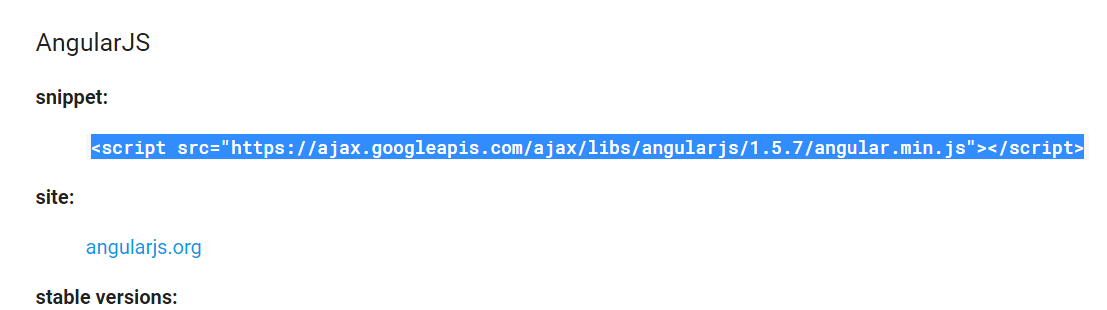 AngularJS
snippet:
<script src="https://ajax.googleapis.com/ajax/libs/angularjs/1.5.7/angular.min.js"></script>
site:
angularjs.org
stable versions: